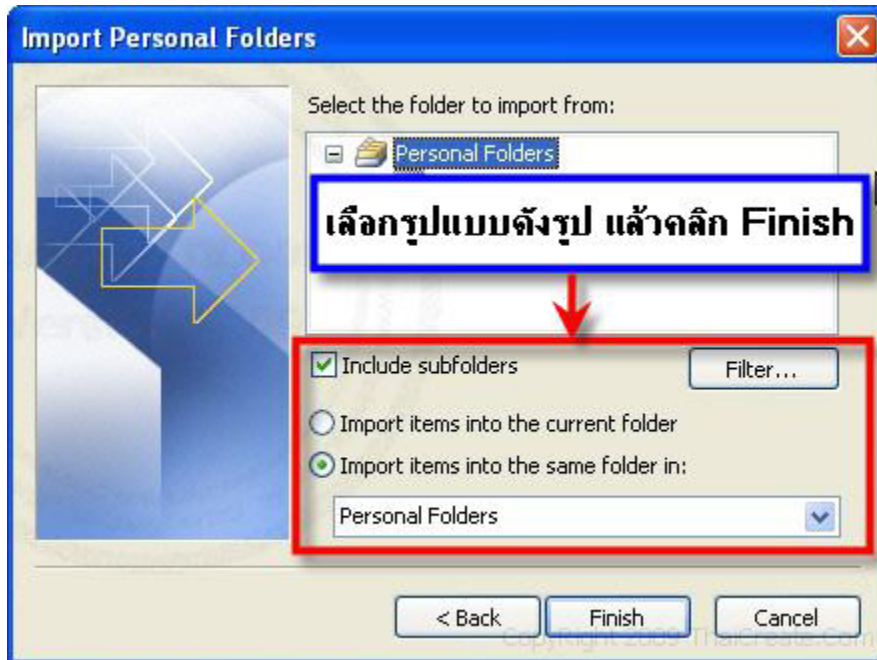 Import Personal Folders
Select the folder to import from:
Personal Folders
เลือกรูปแบบดังรูป แล้วคลิก Finish
Include subfolders
Filter...
Import items into the current folder
Import items into the same folder in:
Personal Folders
< Back
Finish
Cancel
CopyRight 2009 ThaiCreate.Com